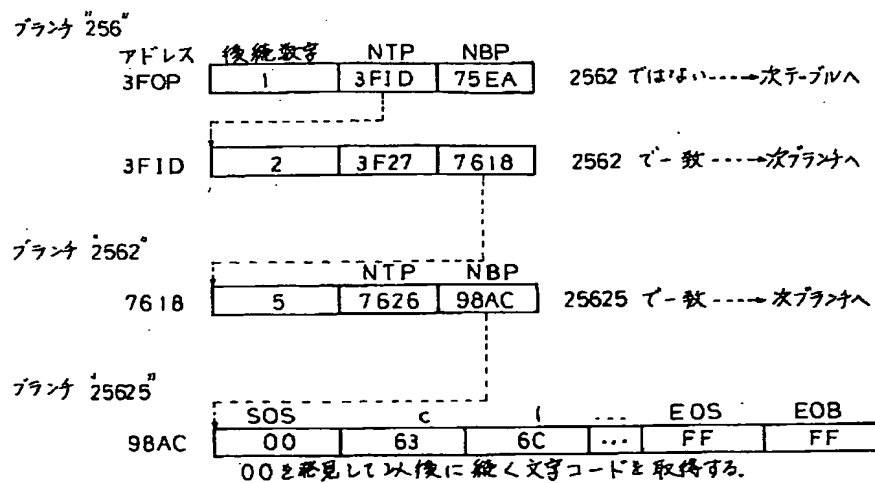 ブランチ "256"
アドレス 後続数字 NTP NBP
3F0P 1 3F1D 75EA 2562 ではない----→次テーブルへ
3F1D 2 3F27 7618 2562 で一致----→次ブランチへ
ブランチ "2562"
NTP NBP
7618 5 7626 98AC 25625 で一致----→次ブランチへ
ブランチ "25625"
SOS c l ... EOS EOB
98AC 00 63 6C ... FF FF
00を発見して以後に続く文字コードを取得する.